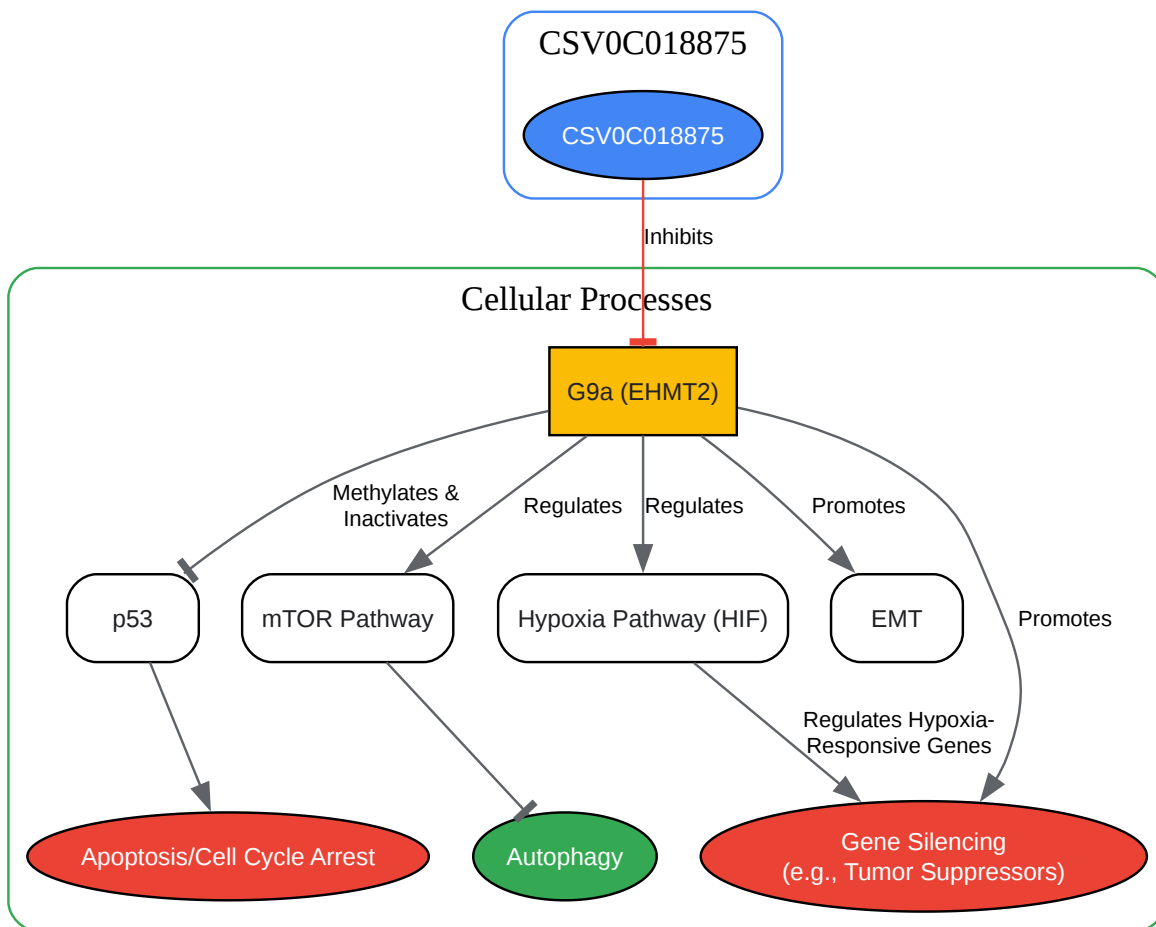 CSV0C018875
CSV0C018875
Inhibits
Cellular Processes
G9a (EHMT2)
Methylates &
Inactivates
Regulates
Regulates
Promotes
p53
mTOR Pathway
Hypoxia Pathway (HIF)
EMT
Promotes
Regulates Hypoxia-
Responsive Genes
Apoptosis/Cell Cycle Arrest
Autophagy
Gene Silencing
(e.g., Tumor Suppressors)